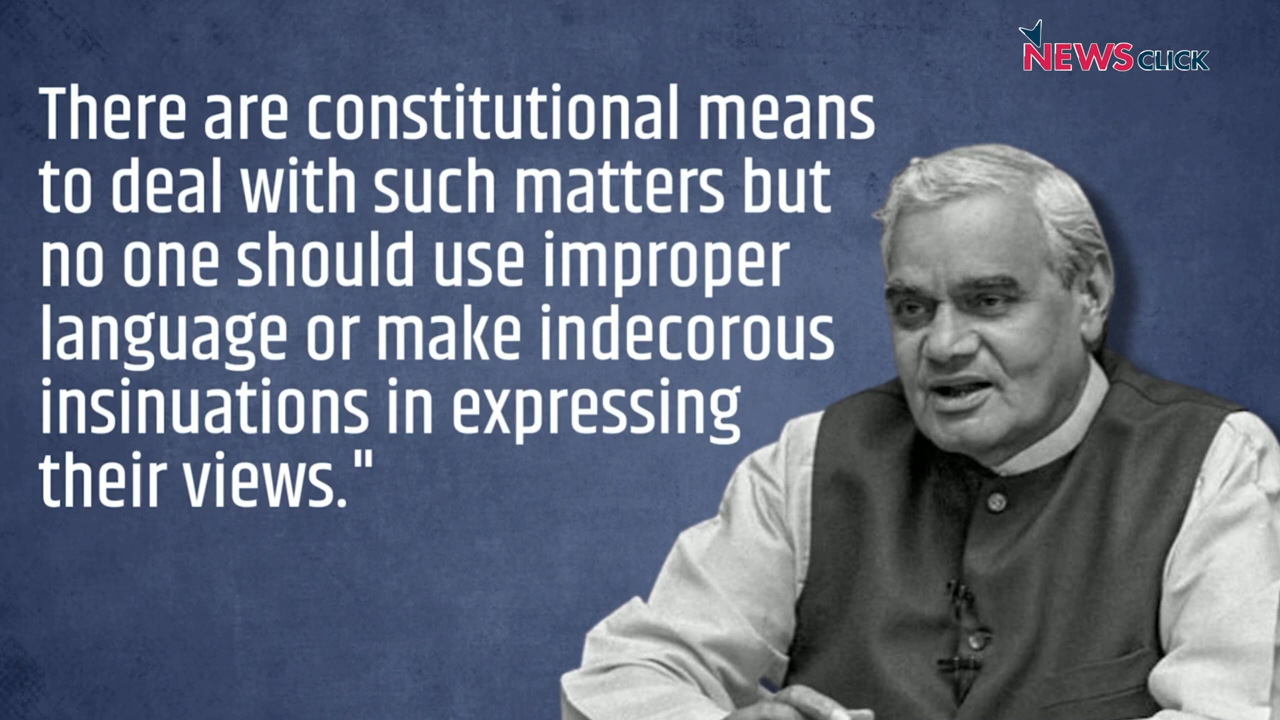 NEWSCLICK
There are constitutional means
to deal with such matters but
no one should use improper
language or make indecorous
insinuations in expressing
their views."